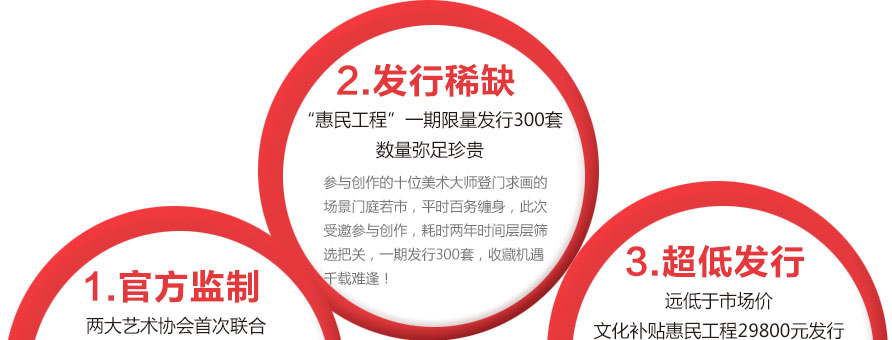 2.发行稀缺
“惠民工程”一期限量发行300套
数量弥足珍贵
参与创作的十位美术大师登门求画的
场景门庭若市，平时百务缠身，此次
受邀参与创作，耗时两年时间层层筛
选把关，一期发行300套，收藏机遇
千载难逢！
1.官方监制
两大艺术协会首次联合
3.超低发行
远低于市场价
文化补贴惠民工程29800元发行